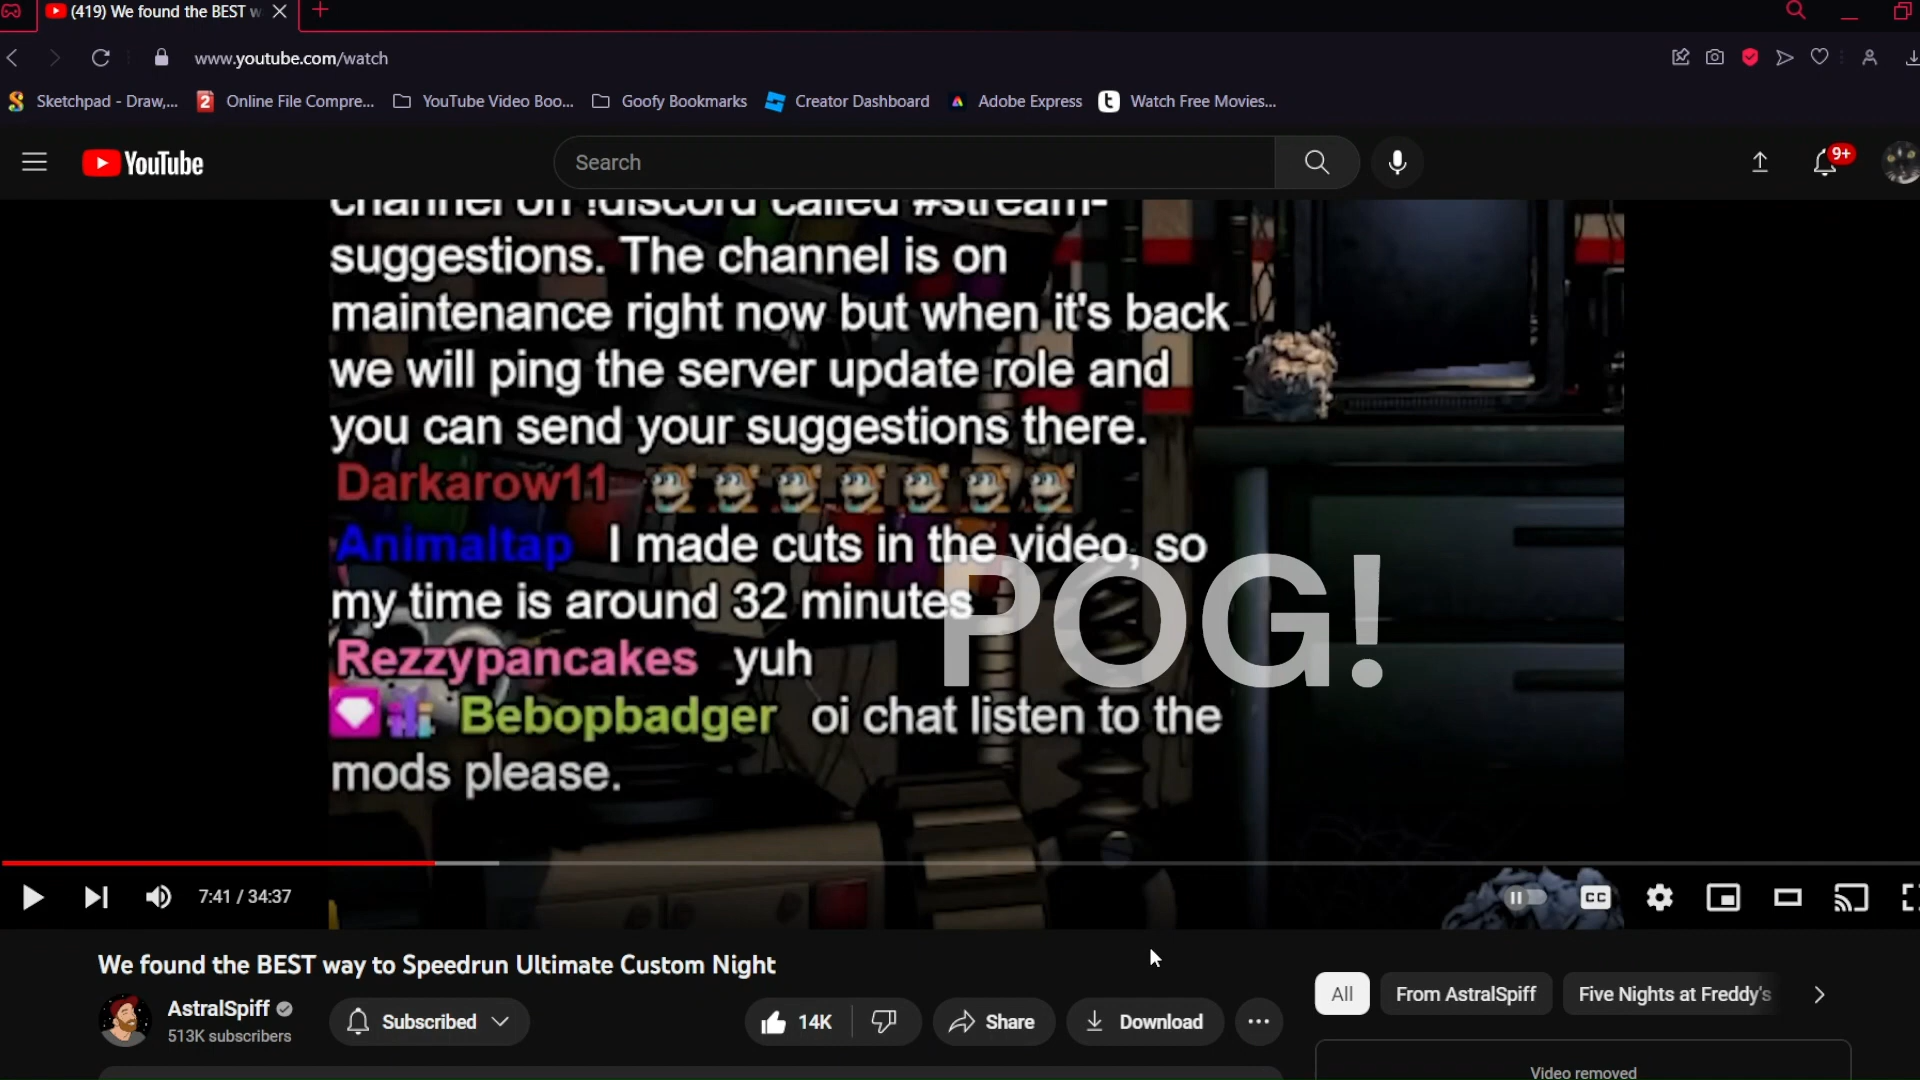 (419) We found the BEST w
www.youtube.com/watch
Sketchpad - Draw,... Online File Compre... YouTube Video Boo... Goofy Bookmarks Creator Dashboard Adobe Express Watch Free Movies...
YouTube Search 9+
channel on !discord called #stream-
suggestions. The channel is on
maintenance right now but when it's back
we will ping the server update role and
you can send your suggestions there.
Darkarow11
Animaltap I made cuts in the video, so
my time is around 32 minutes
POG!
Rezzypancakes yuh
Bebopbadger oi chat listen to the
mods please.
7:41 / 34:37 CC
We found the BEST way to Speedrun Ultimate Custom Night
AstralSpiff
513K subscribers
Subscribed 14K Share Download
All From AstralSpiff Five Nights at Freddy's
Video removed